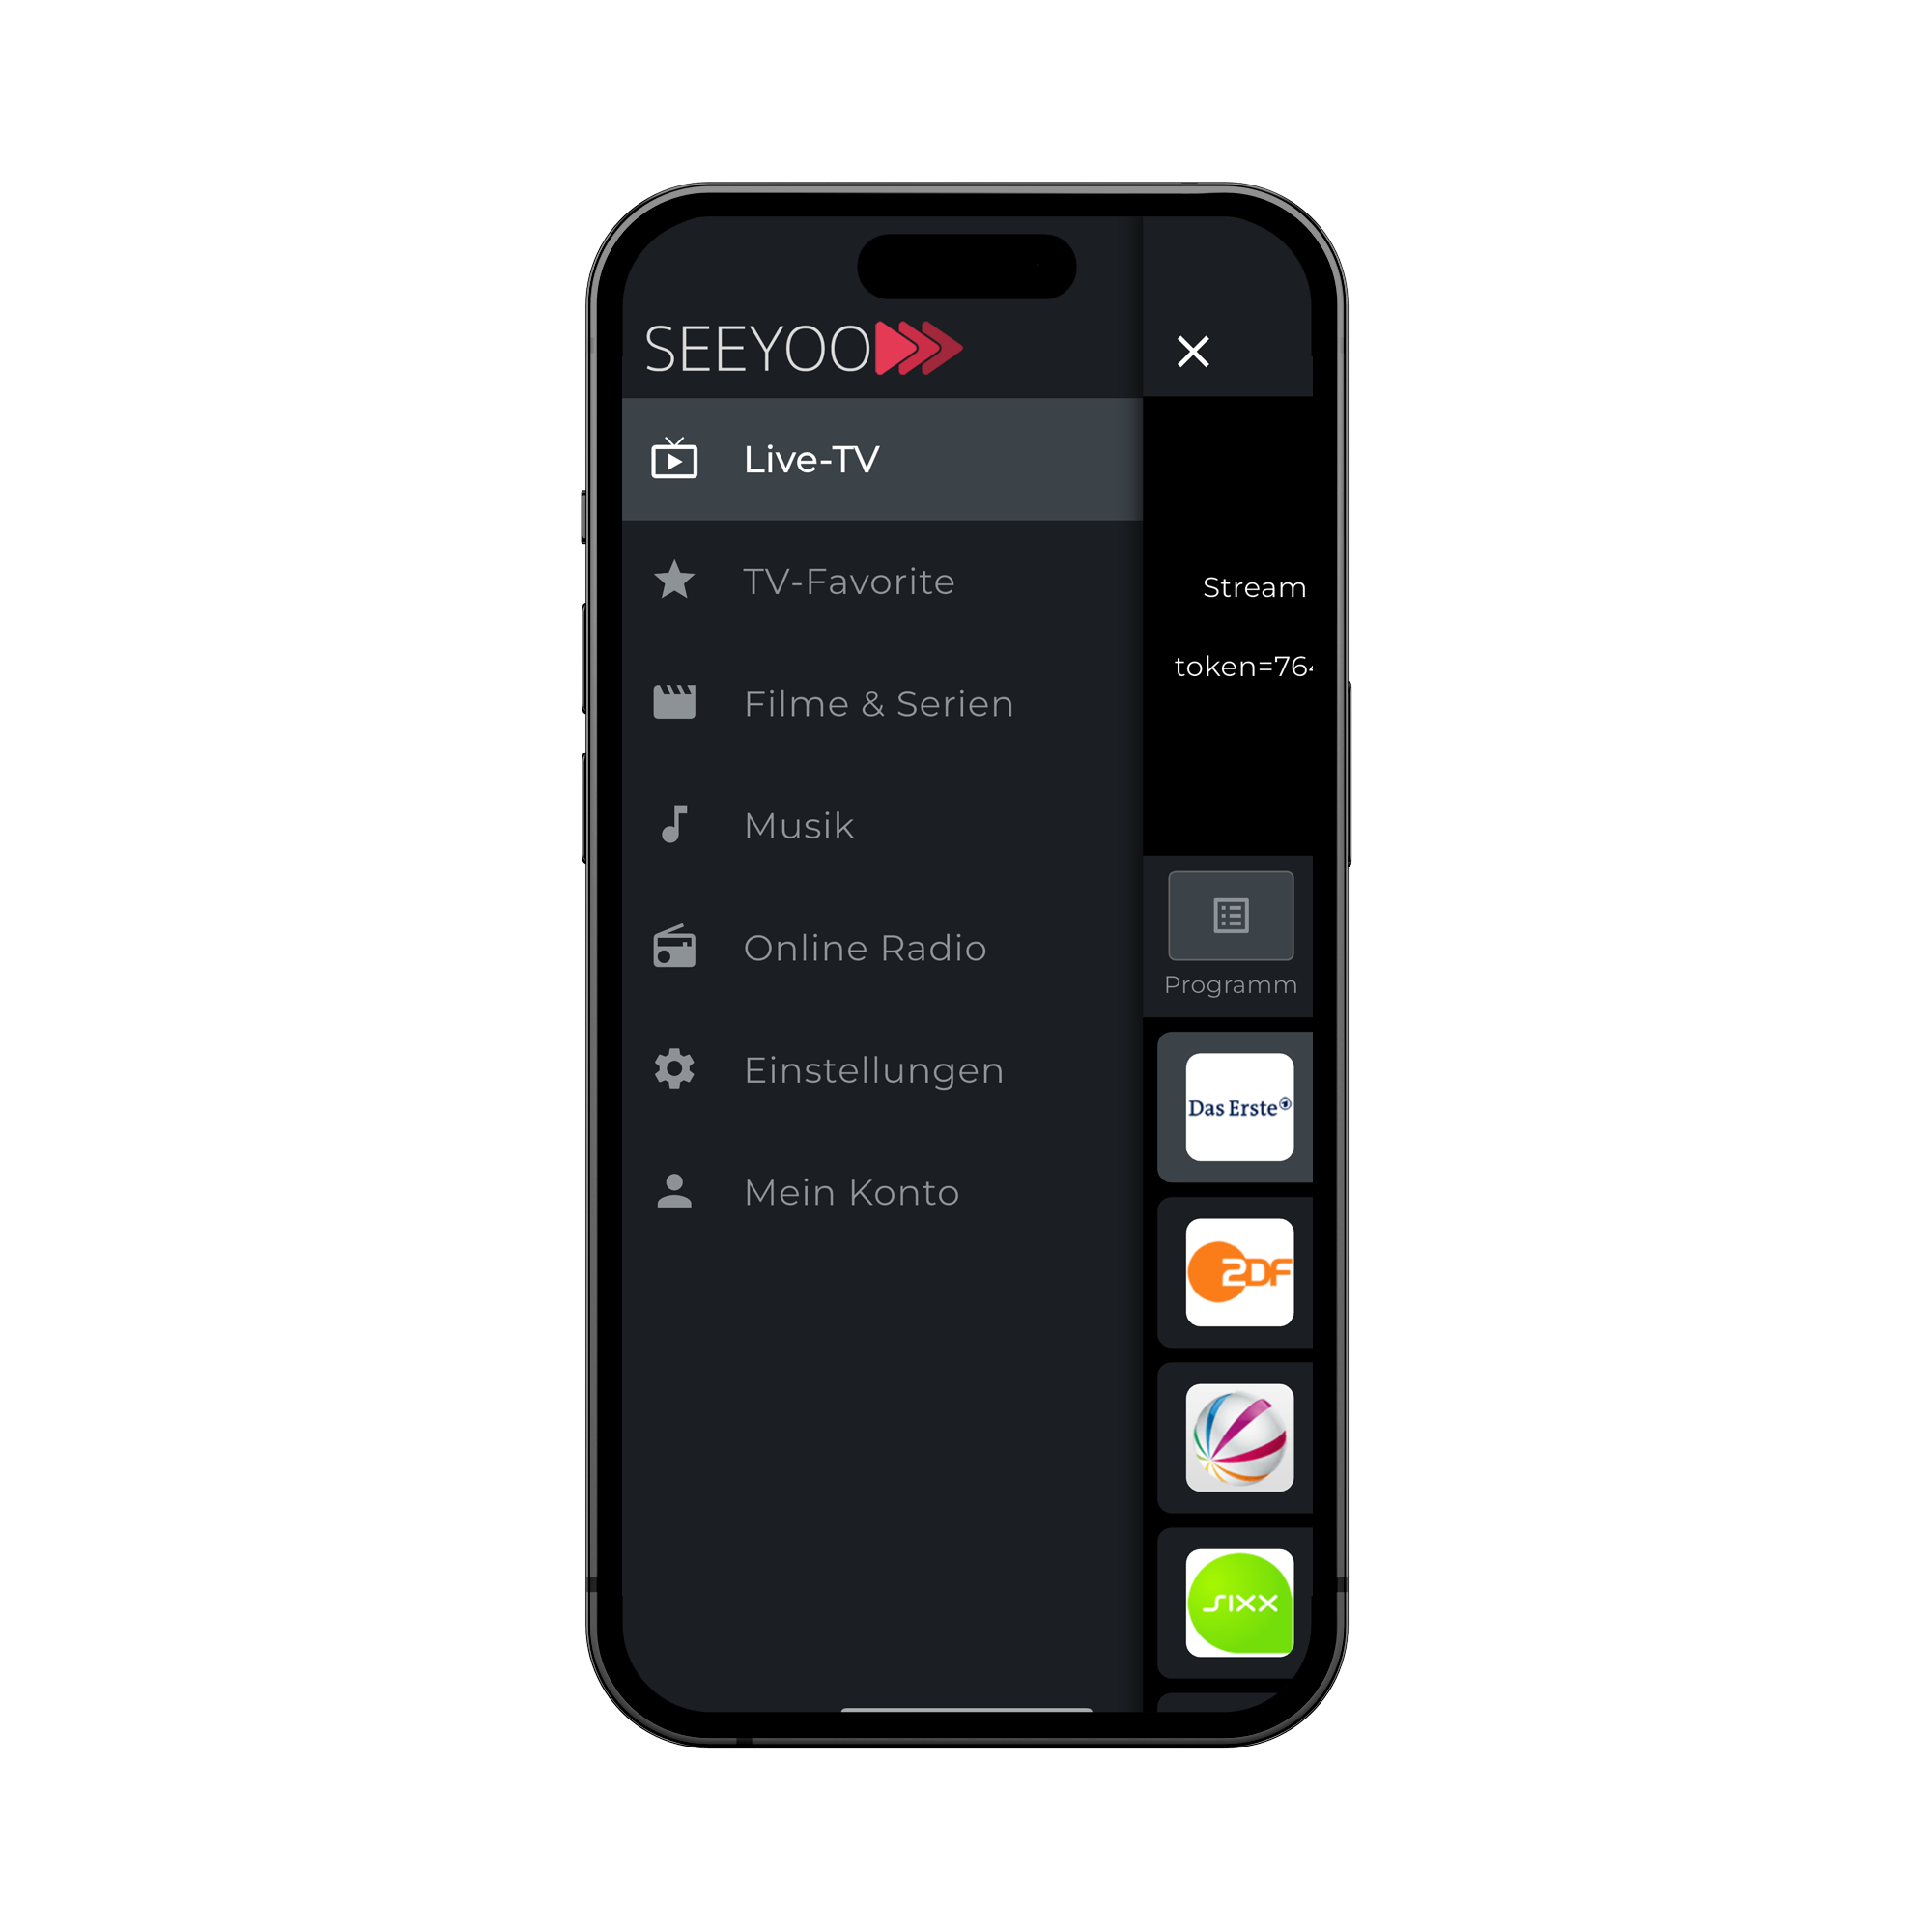 SEEYOO
Live-TV
TV-Favorite
Filme & Serien
Musik
Online Radio
Einstellungen
Mein Konto
Stream
token=76
Programm
Das Erste
ZDF
sixx